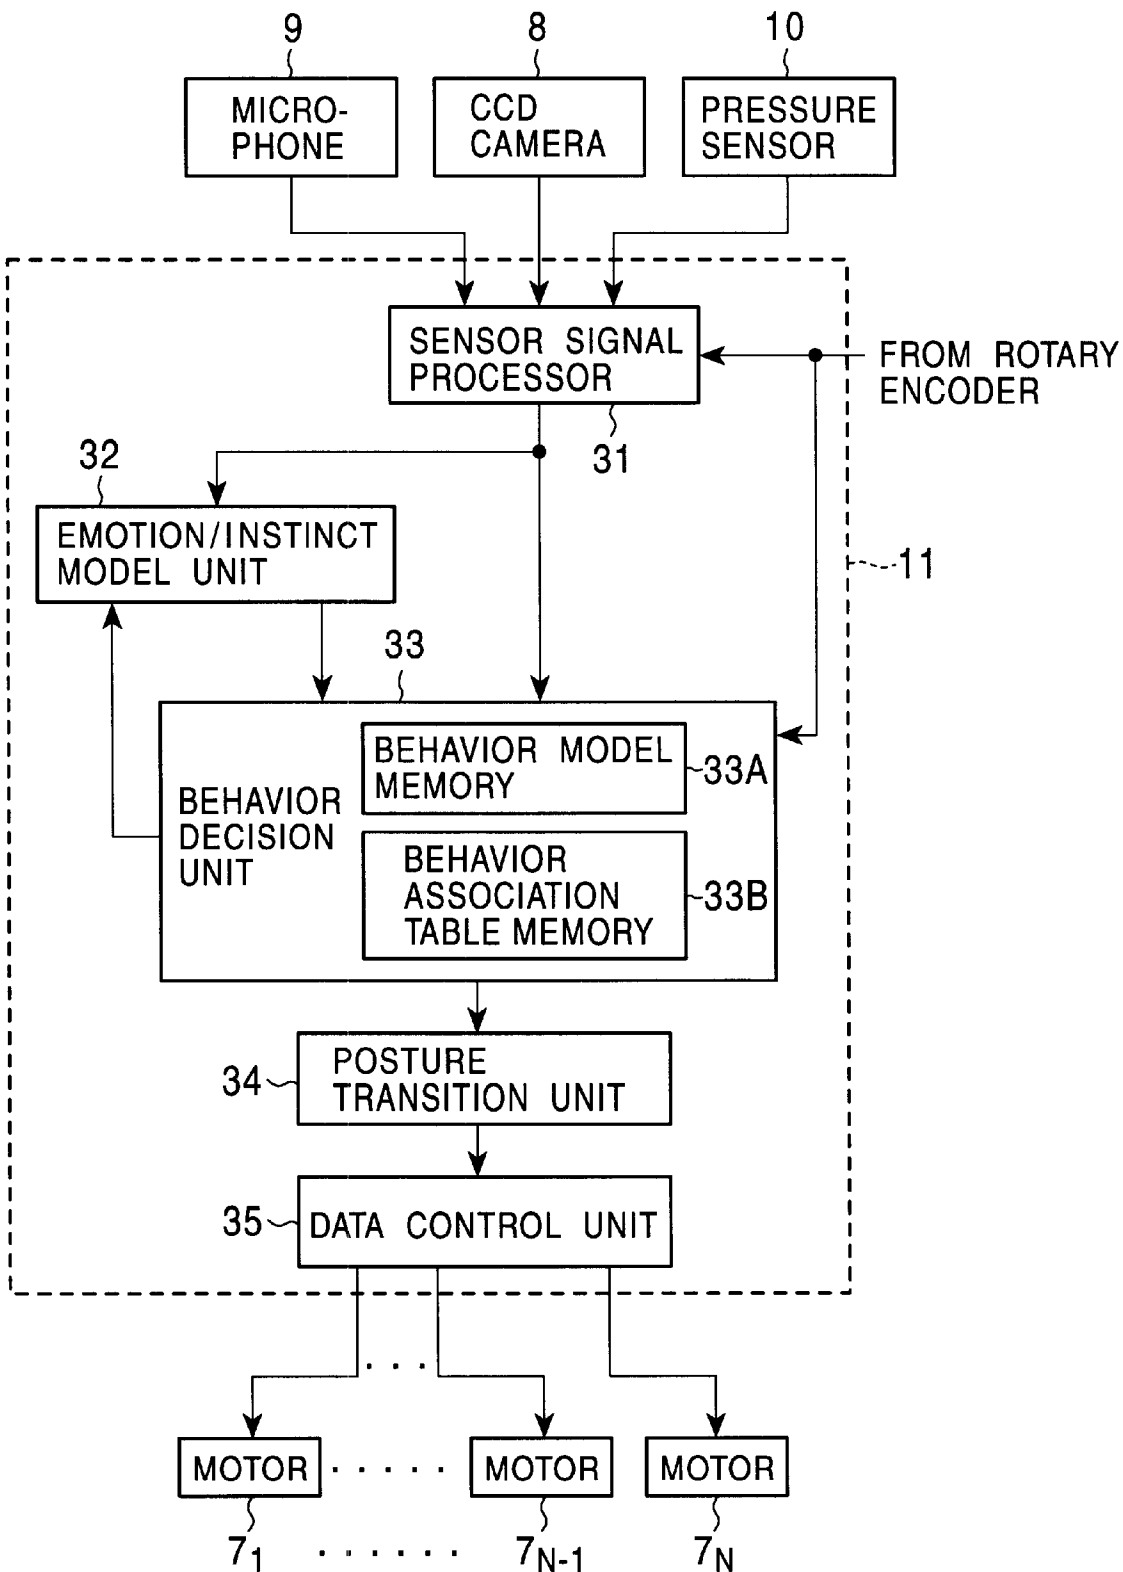 9
8
10
MICRO-
PHONE
CCD
CAMERA
PRESSURE
SENSOR
SENSOR SIGNAL
PROCESSOR
FROM ROTARY
ENCODER
31
32
EMOTION/INSTINCT
MODEL UNIT
11
33
BEHAVIOR MODEL
MEMORY
33A
BEHAVIOR
DECISION
UNIT
BEHAVIOR
ASSOCIATION
TABLE MEMORY
33B
34
POSTURE
TRANSITION UNIT
35
DATA CONTROL UNIT
. . .
MOTOR
. . . . .
MOTOR
MOTOR
7₁
. . . . . .
7N-1
7N